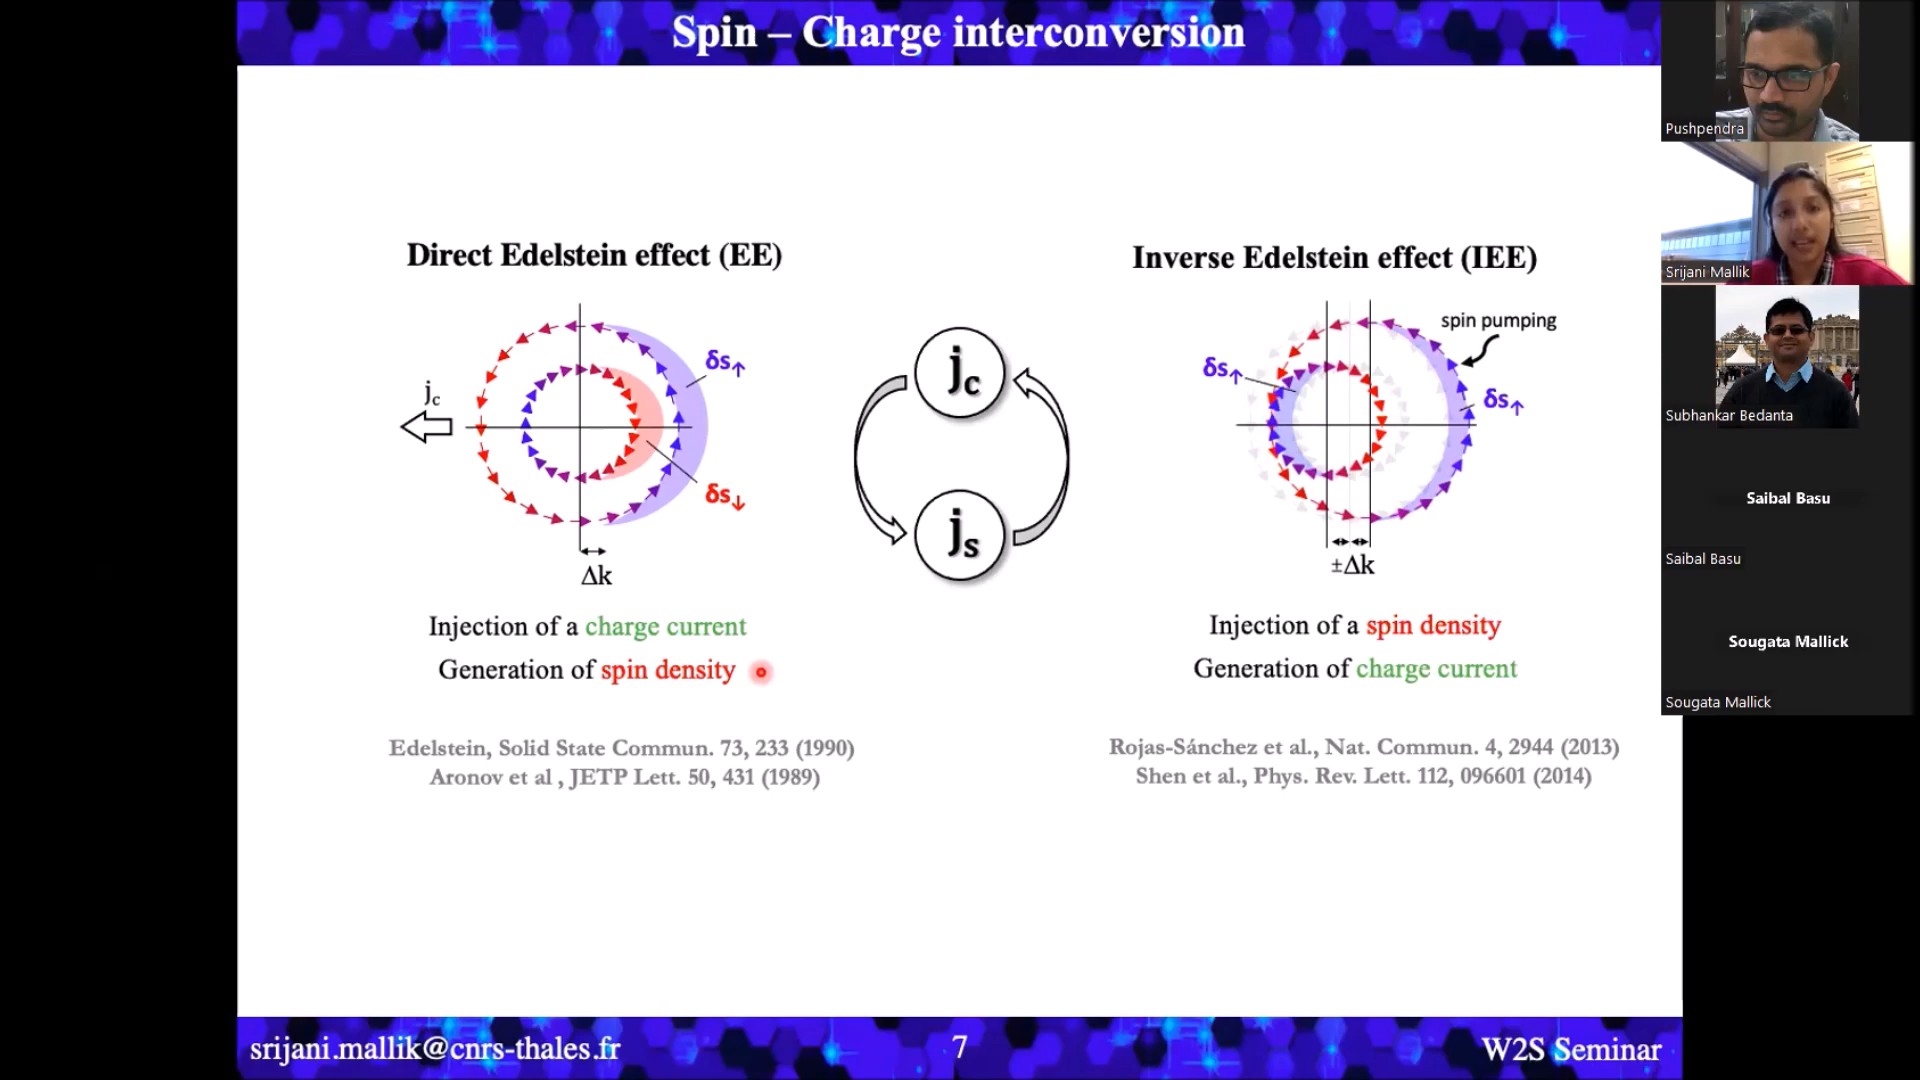 Spin – Charge interconversion
Direct Edelstein effect (EE)
Inverse Edelstein effect (IEE)
jc
δs↑
δs↓
Δk
jc
js
spin pumping
δs↑
δs↑
±Δk
Injection of a charge current
Generation of spin density
Injection of a spin density
Generation of charge current
Edelstein, Solid State Commun. 73, 233 (1990)
Aronov et al , JETP Lett. 50, 431 (1989)
Rojas-Sánchez et al., Nat. Commun. 4, 2944 (2013)
Shen et al., Phys. Rev. Lett. 112, 096601 (2014)
srijani.mallik@cnrs-thales.fr
7
W2S Seminar
Pushpendra
Srijani Mallik
Subhankar Bedanta
Saibal Basu
Saibal Basu
Sougata Mallick
Sougata Mallick